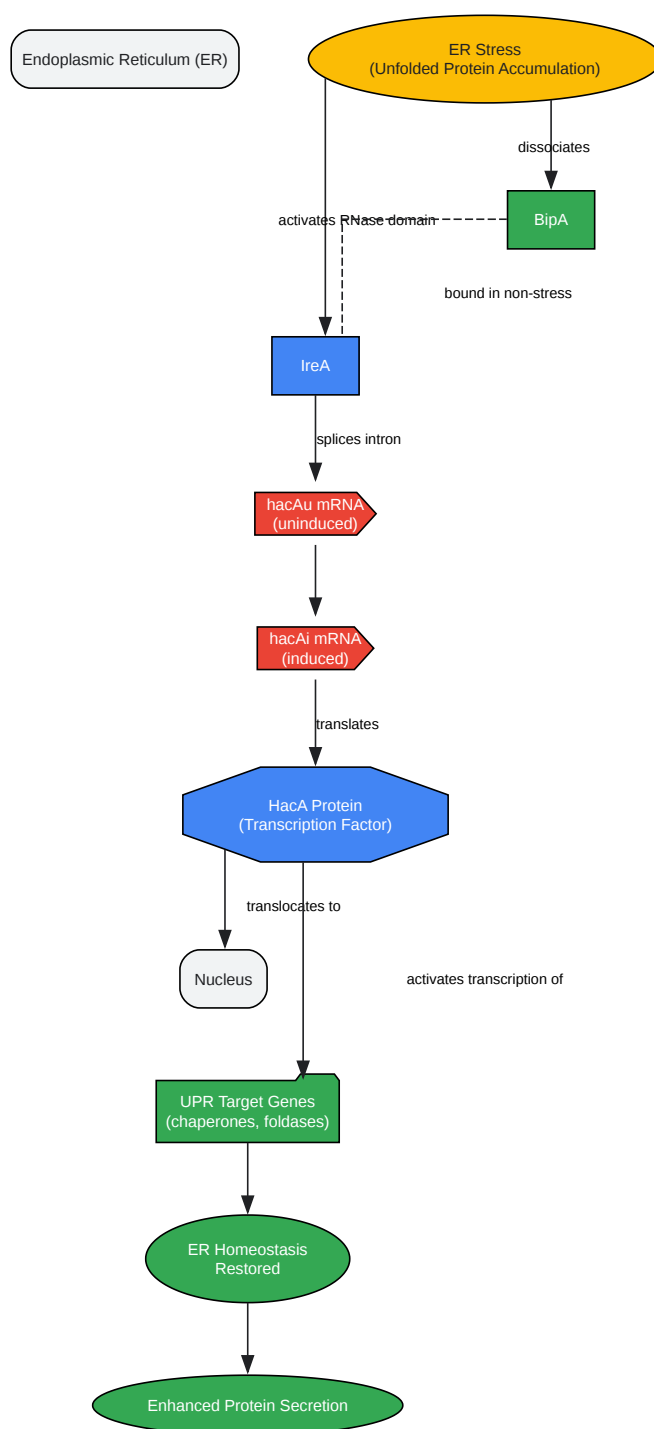 Endoplasmic Reticulum (ER)
ER Stress
(Unfolded Protein Accumulation)
dissociates
activates RNase domain
BipA
bound in non-stress
IreA
splices intron
hacAu mRNA
(uninduced)
hacAi mRNA
(induced)
translates
HacA Protein
(Transcription Factor)
translocates to
Nucleus
activates transcription of
UPR Target Genes
(chaperones, foldases)
ER Homeostasis
Restored
Enhanced Protein Secretion